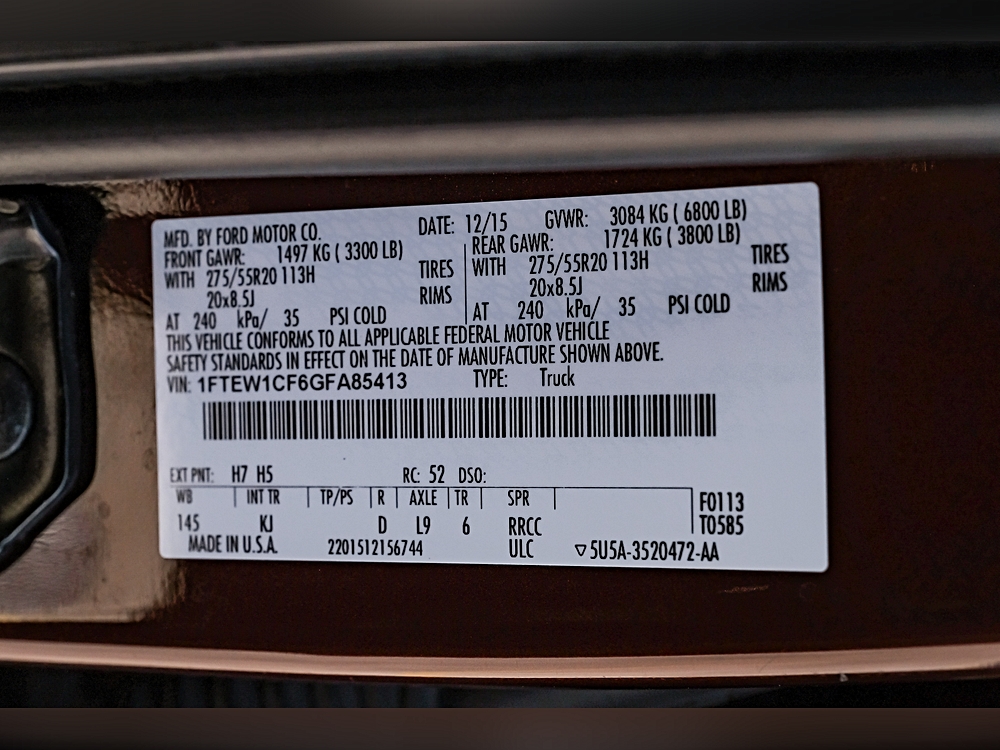 MFD. BY FORD MOTOR CO. DATE: 12/15 GVWR: 3084 KG ( 6800 LB)
FRONT GAWR: 1497 KG ( 3300 LB) REAR GAWR: 1724 KG ( 3800 LB)
WITH 275/55R20 113H TIRES WITH 275/55R20 113H TIRES
20x8.5J RIMS 20x8.5J RIMS
AT 240 kPa/ 35 PSI COLD AT 240 kPa/ 35 PSI COLD
THIS VEHICLE CONFORMS TO ALL APPLICABLE FEDERAL MOTOR VEHICLE
SAFETY STANDARDS IN EFFECT ON THE DATE OF MANUFACTURE SHOWN ABOVE.
VIN: 1FTEW1CF6GFA85413 TYPE: Truck
EXT PNT: H7 H5 RC: 52 DSO:
WB INT TR TP/PS R AXLE TR SPR F0113
145 KJ D L9 6 RRCC T0585
MADE IN U.S.A. 2201512156744 ULC ▽5U5A-3520472-AA